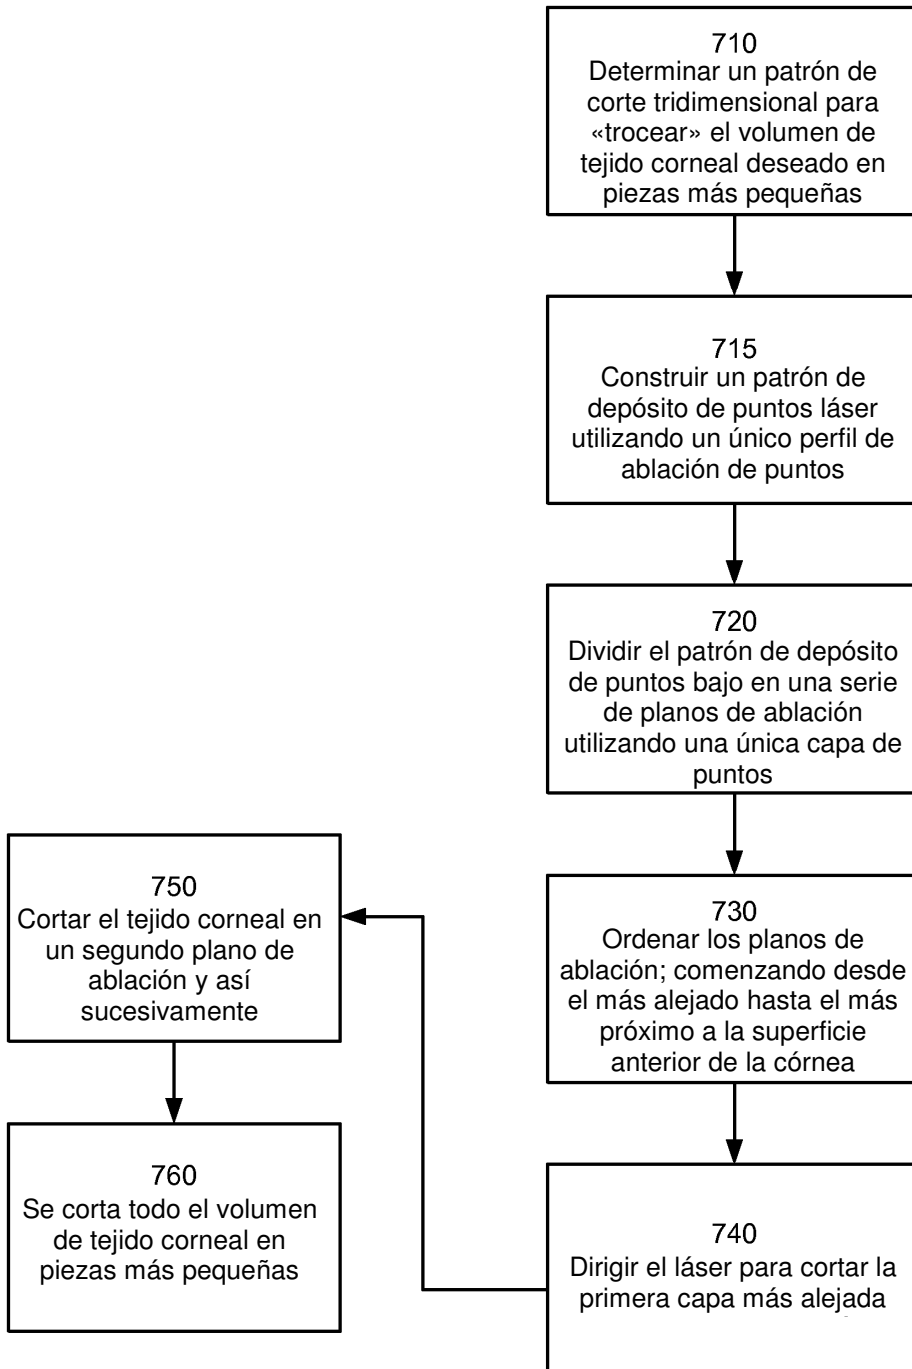 710
Determinar un patrón de
corte tridimensional para
«trocear» el volumen de
tejido corneal deseado en
piezas más pequeñas
715
Construir un patrón de
depósito de puntos láser
utilizando un único perfil de
ablación de puntos
720
Dividir el patrón de depósito
de puntos bajo en una serie
de planos de ablación
utilizando una única capa de
puntos
730
Ordenar los planos de
ablación; comenzando desde
el más alejado hasta el más
próximo a la superficie
anterior de la córnea
740
Dirigir el láser para cortar la
primera capa más alejada
750
Cortar el tejido corneal en
un segundo plano de
ablación y así
sucesivamente
760
Se corta todo el volumen
de tejido corneal en
piezas más pequeñas